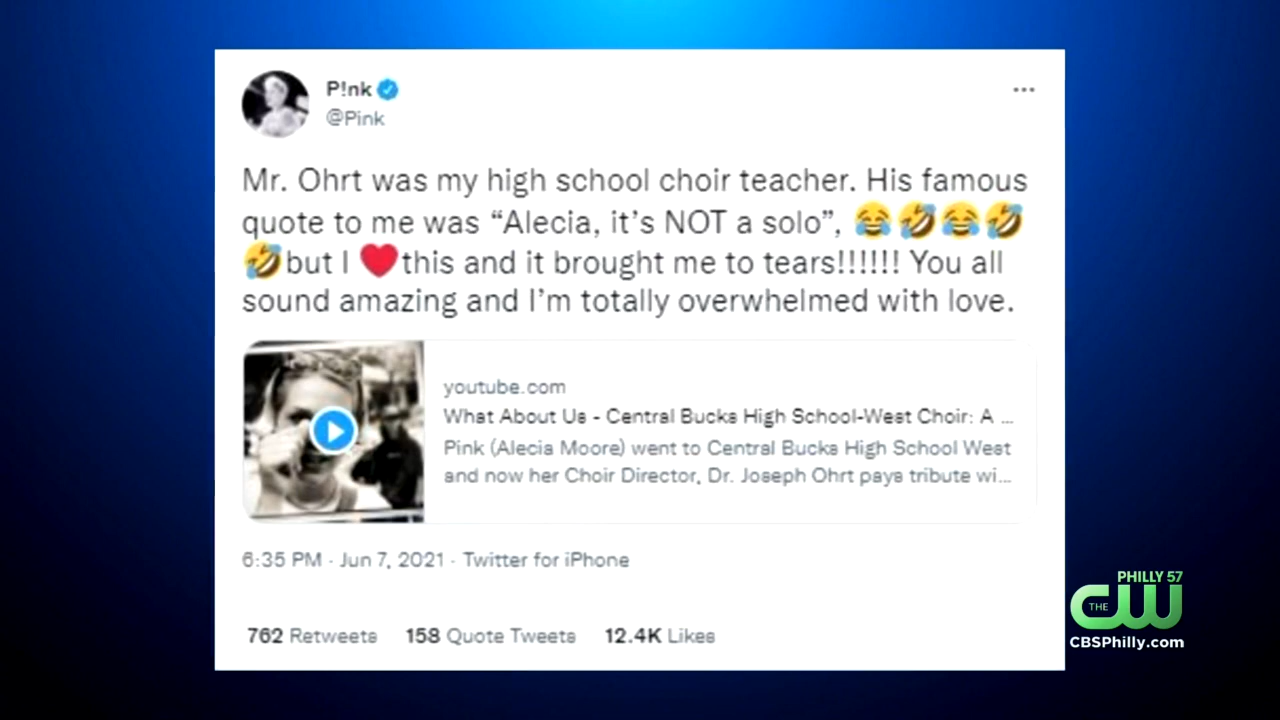 P!nk
@Pink
Mr. Ohrt was my high school choir teacher. His famous
quote to me was “Alecia, it’s NOT a solo”, 😂🤣😂🤣
🤣but I ❤️this and it brought me to tears!!!!!! You all
sound amazing and I’m totally overwhelmed with love.
youtube.com
What About Us - Central Bucks High School-West Choir: A ...
Pink (Alecia Moore) went to Central Bucks High School West
and now her Choir Director, Dr. Joseph Ohrt pays tribute wi...
6:35 PM · Jun 7, 2021 · Twitter for iPhone
762 Retweets 158 Quote Tweets 12.4K Likes
PHILLY 57
THE CW
CBSPhilly.com